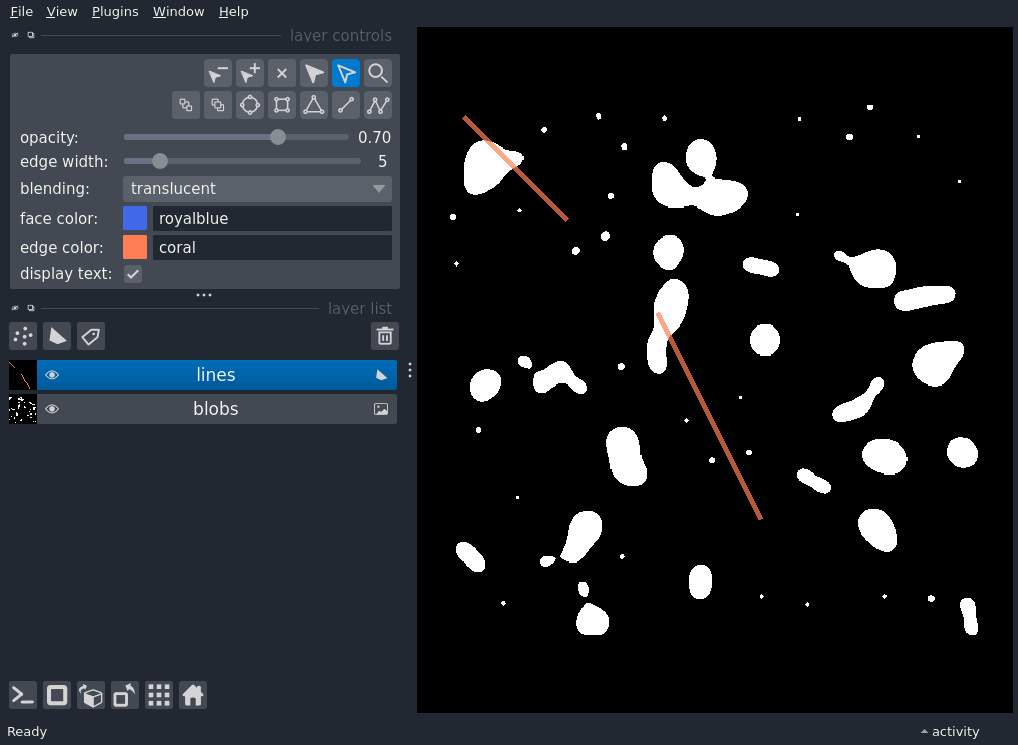 File View Plugins Window Help
layer controls
opacity: 0.70
edge width: 5
blending: translucent
face color: royalblue
edge color: coral
display text:
layer list
lines
blobs
Ready activity